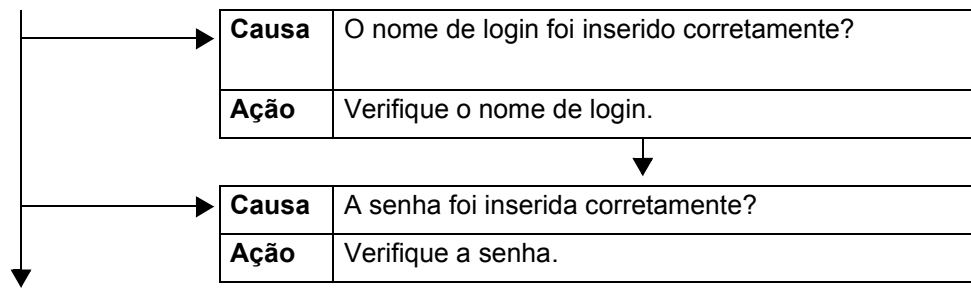 Causa O nome de login foi inserido corretamente?
Ação Verifique o nome de login.
Causa A senha foi inserida corretamente?
Ação Verifique a senha.